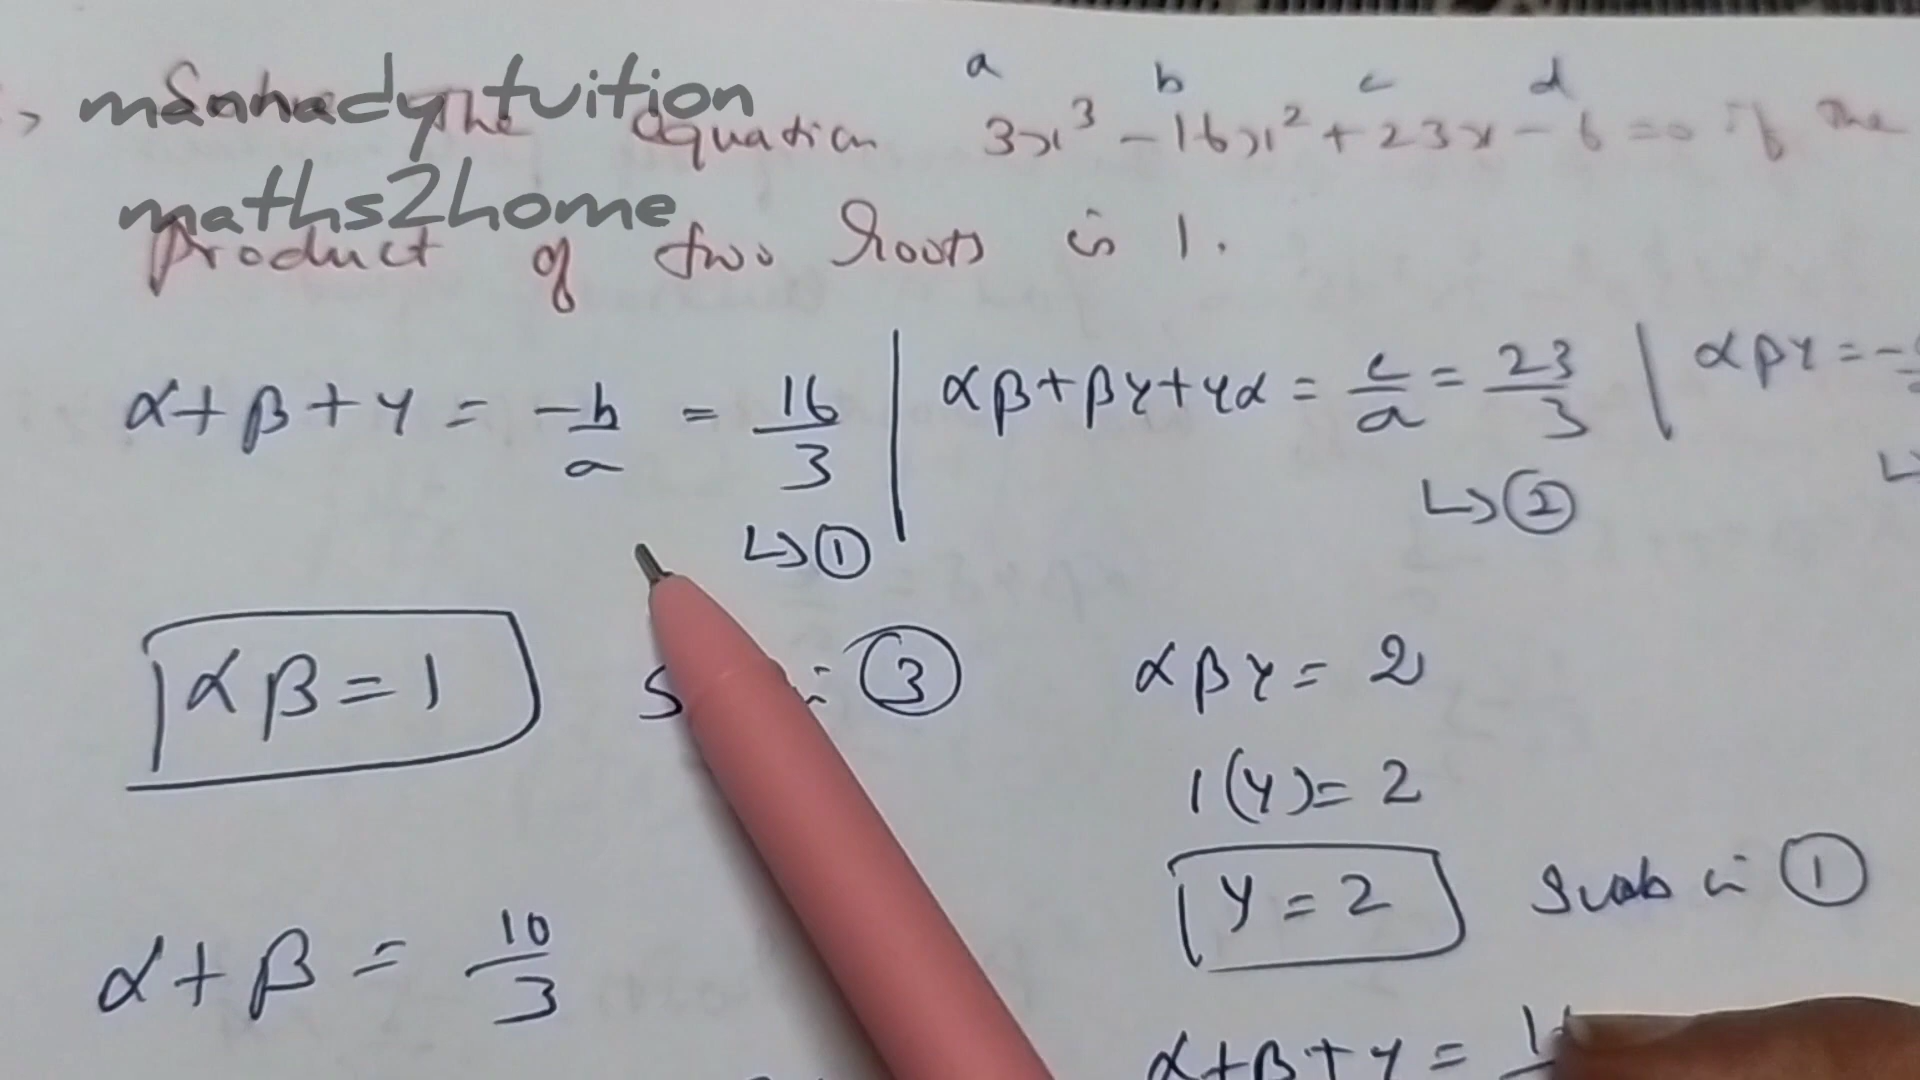 mannady tuition
maths2home
a b c d
The equation 3x³ - 16x² + 23x - 6 = 0 if the
product of two roots is 1.
α + β + γ = -b/a = 16/3 | αβ + βγ + γα = c/a = 23/3 | αβγ = -
↳ ① ↳ ②
αβ = 1 ③ αβγ = 2
1(γ) = 2
γ = 2 Sub in ①
α + β = 10/3
α + β + γ =